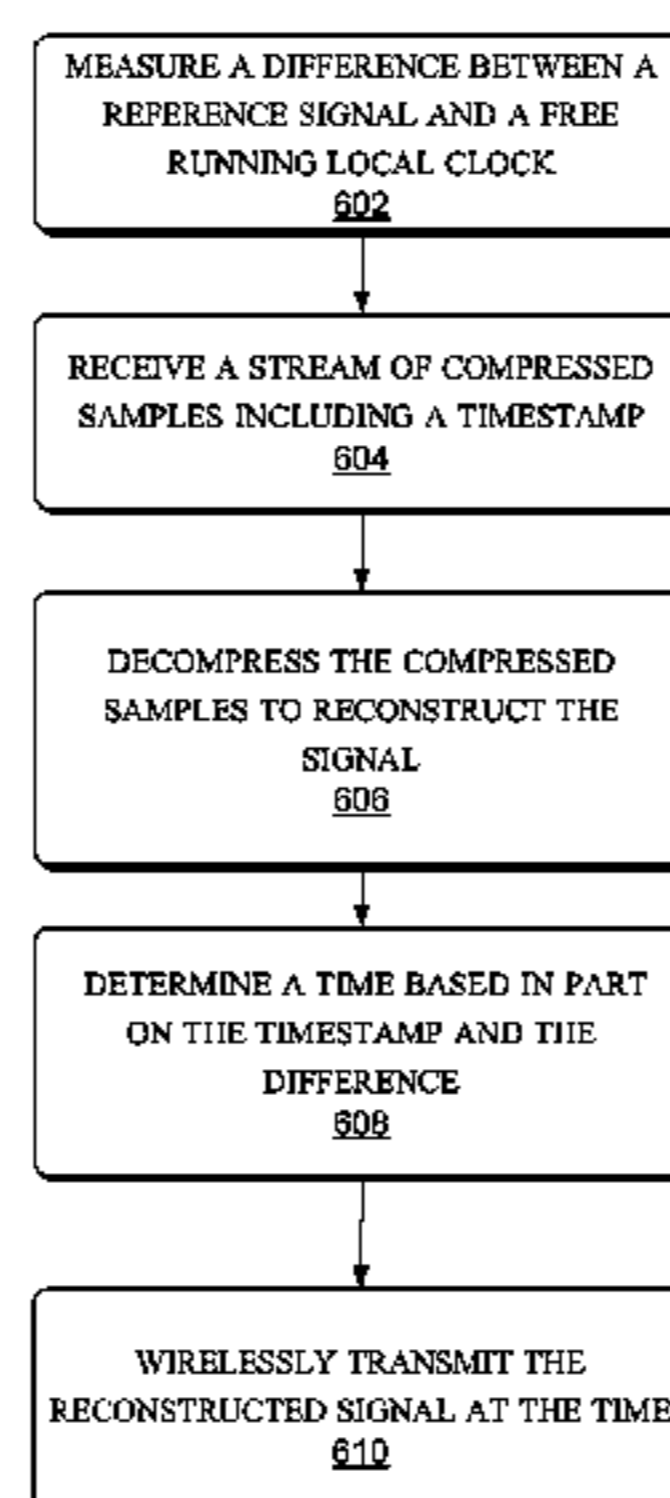 MEASURE A DIFFERENCE BETWEEN A
REFERENCE SIGNAL AND A FREE
RUNNING LOCAL CLOCK
602
RECEIVE A STREAM OF COMPRESSED
SAMPLES INCLUDING A TIMESTAMP
604
DECOMPRESS THE COMPRESSED
SAMPLES TO RECONSTRUCT THE
SIGNAL
606
DETERMINE A TIME BASED IN PART
ON THE TIMESTAMP AND THE
DIFFERENCE
608
WIRELESSLY TRANSMIT THE
RECONSTRUCTED SIGNAL AT THE TIME
610